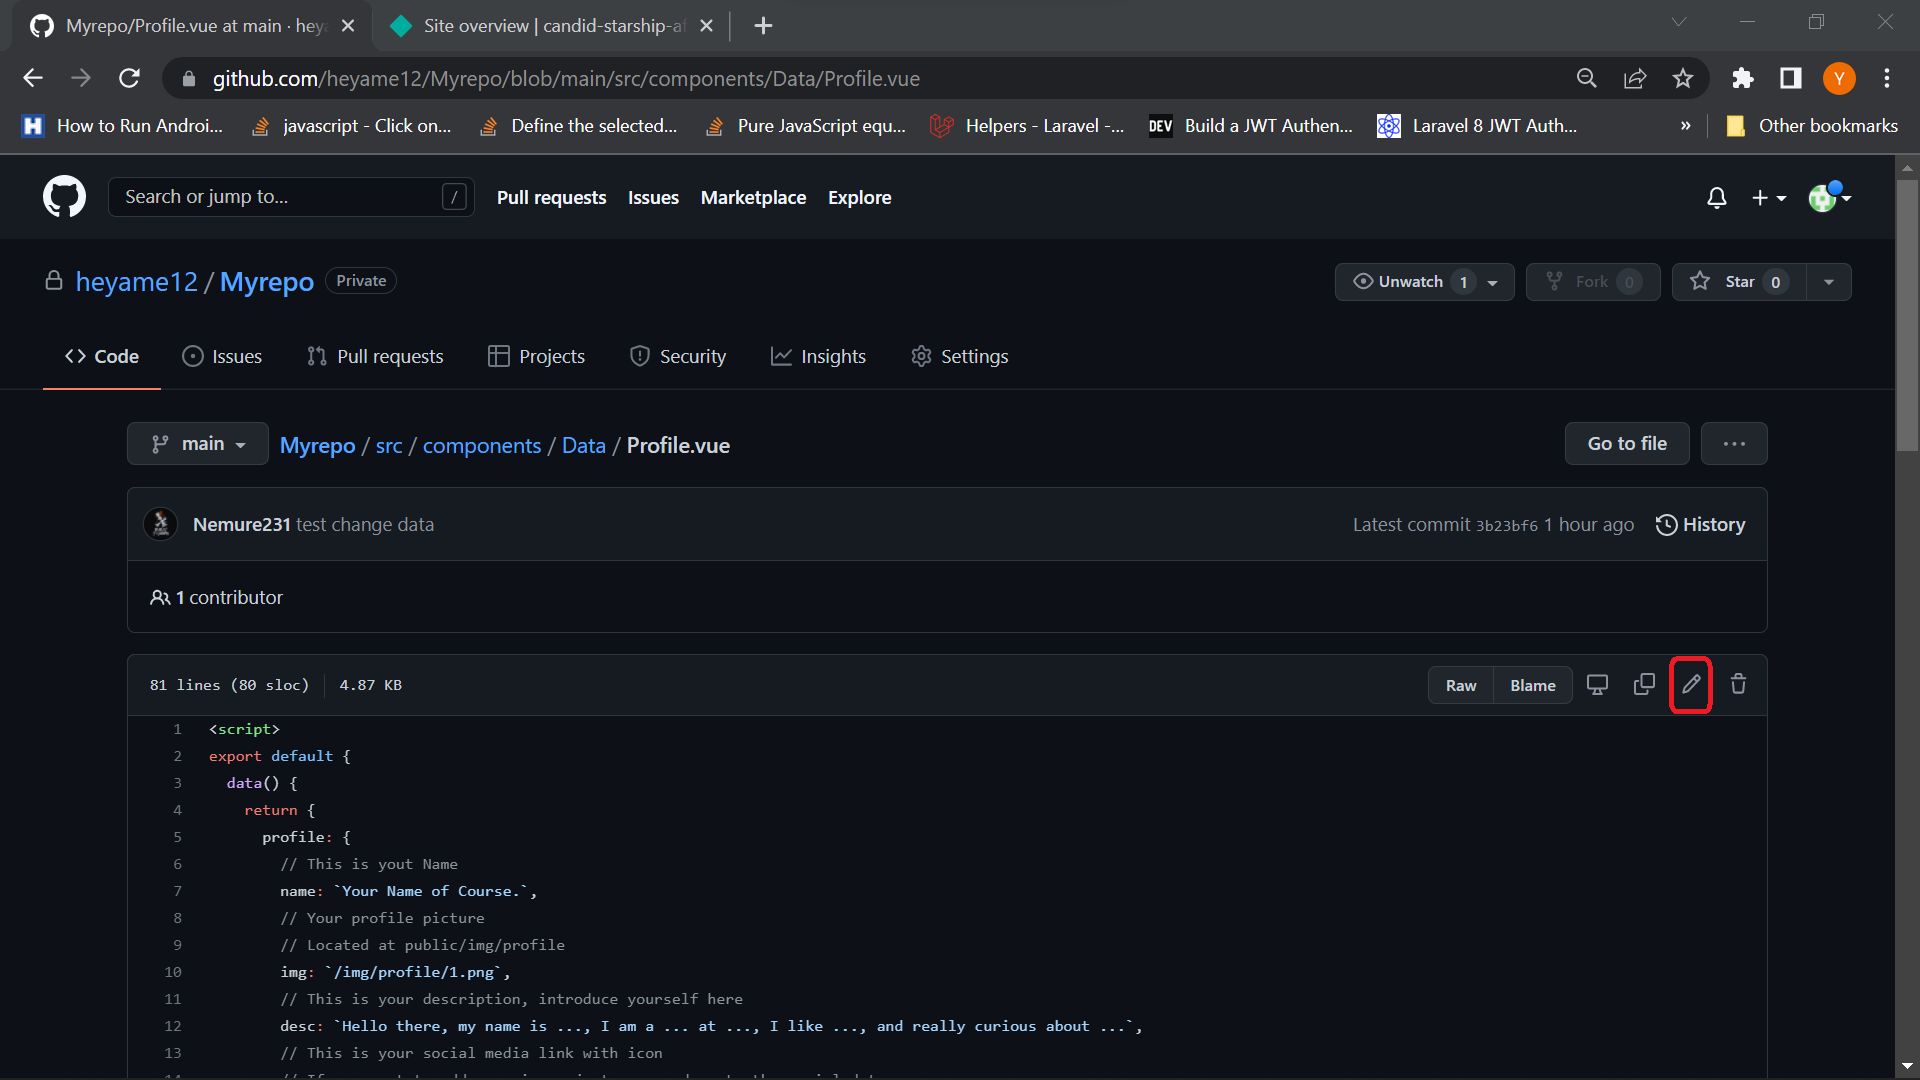 Myrepo/Profile.vue at main · hey
Site overview | candid-starship-a
github.com/heyame12/Myrepo/blob/main/src/components/Data/Profile.vue
Y
H How to Run Androi...
javascript - Click on...
Define the selected...
Pure JavaScript equ...
Helpers - Laravel -...
DEV Build a JWT Authen...
Laravel 8 JWT Auth...
»
Other bookmarks
Search or jump to... /
Pull requests
Issues
Marketplace
Explore
heyame12 / Myrepo Private
Unwatch 1
Fork 0
Star 0
Code
Issues
Pull requests
Projects
Security
Insights
Settings
main
Myrepo / src / components / Data / Profile.vue
Go to file
...
Nemure231 test change data
Latest commit 3b23bf6 1 hour ago
History
1 contributor
81 lines (80 sloc) 4.87 KB
Raw
Blame
1 <script>
2 export default {
3 data() {
4 return {
5 profile: {
6 // This is yout Name
7 name: `Your Name of Course.`,
8 // Your profile picture
9 // Located at public/img/profile
10 img: `/img/profile/1.png`,
11 // This is your description, introduce yourself here
12 desc: `Hello there, my name is ..., I am a ... at ..., I like ..., and really curious about ...`,
13 // This is your social media link with icon